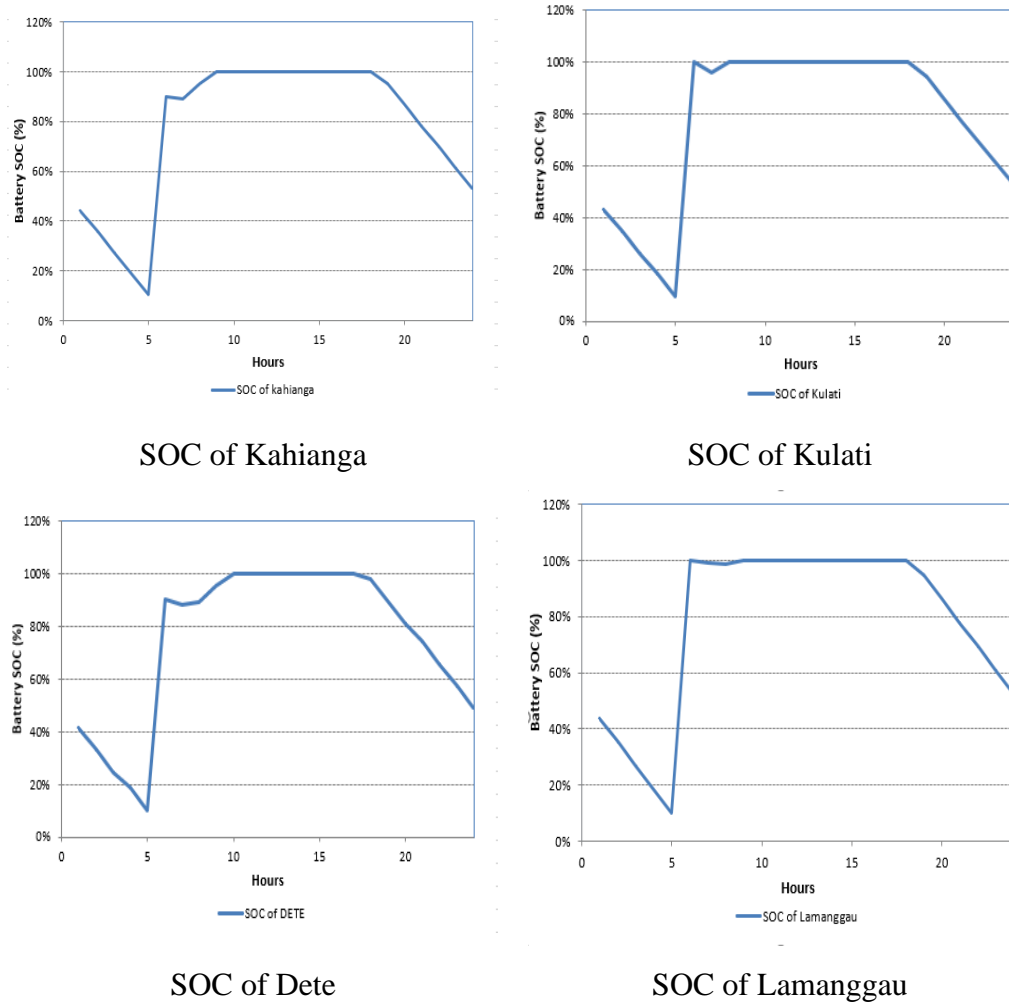 120%
100%
80%
60%
40%
20%
0%
Battery SOC (%)
0 5 10 15 20
Hours
SOC of kahianga
SOC of Kahianga
120%
100%
80%
60%
40%
20%
0%
Battery SOC (%)
0 5 10 15 20
Hours
SOC of Kulati
SOC of Kulati
120%
100%
80%
60%
40%
20%
0%
Battery SOC (%)
0 5 10 15 20
Hours
SOC of DETE
SOC of Dete
120%
100%
80%
60%
40%
20%
0%
Battery SOC (%)
0 5 10 15 20
Hours
SOC of Lamanggau
SOC of Lamanggau